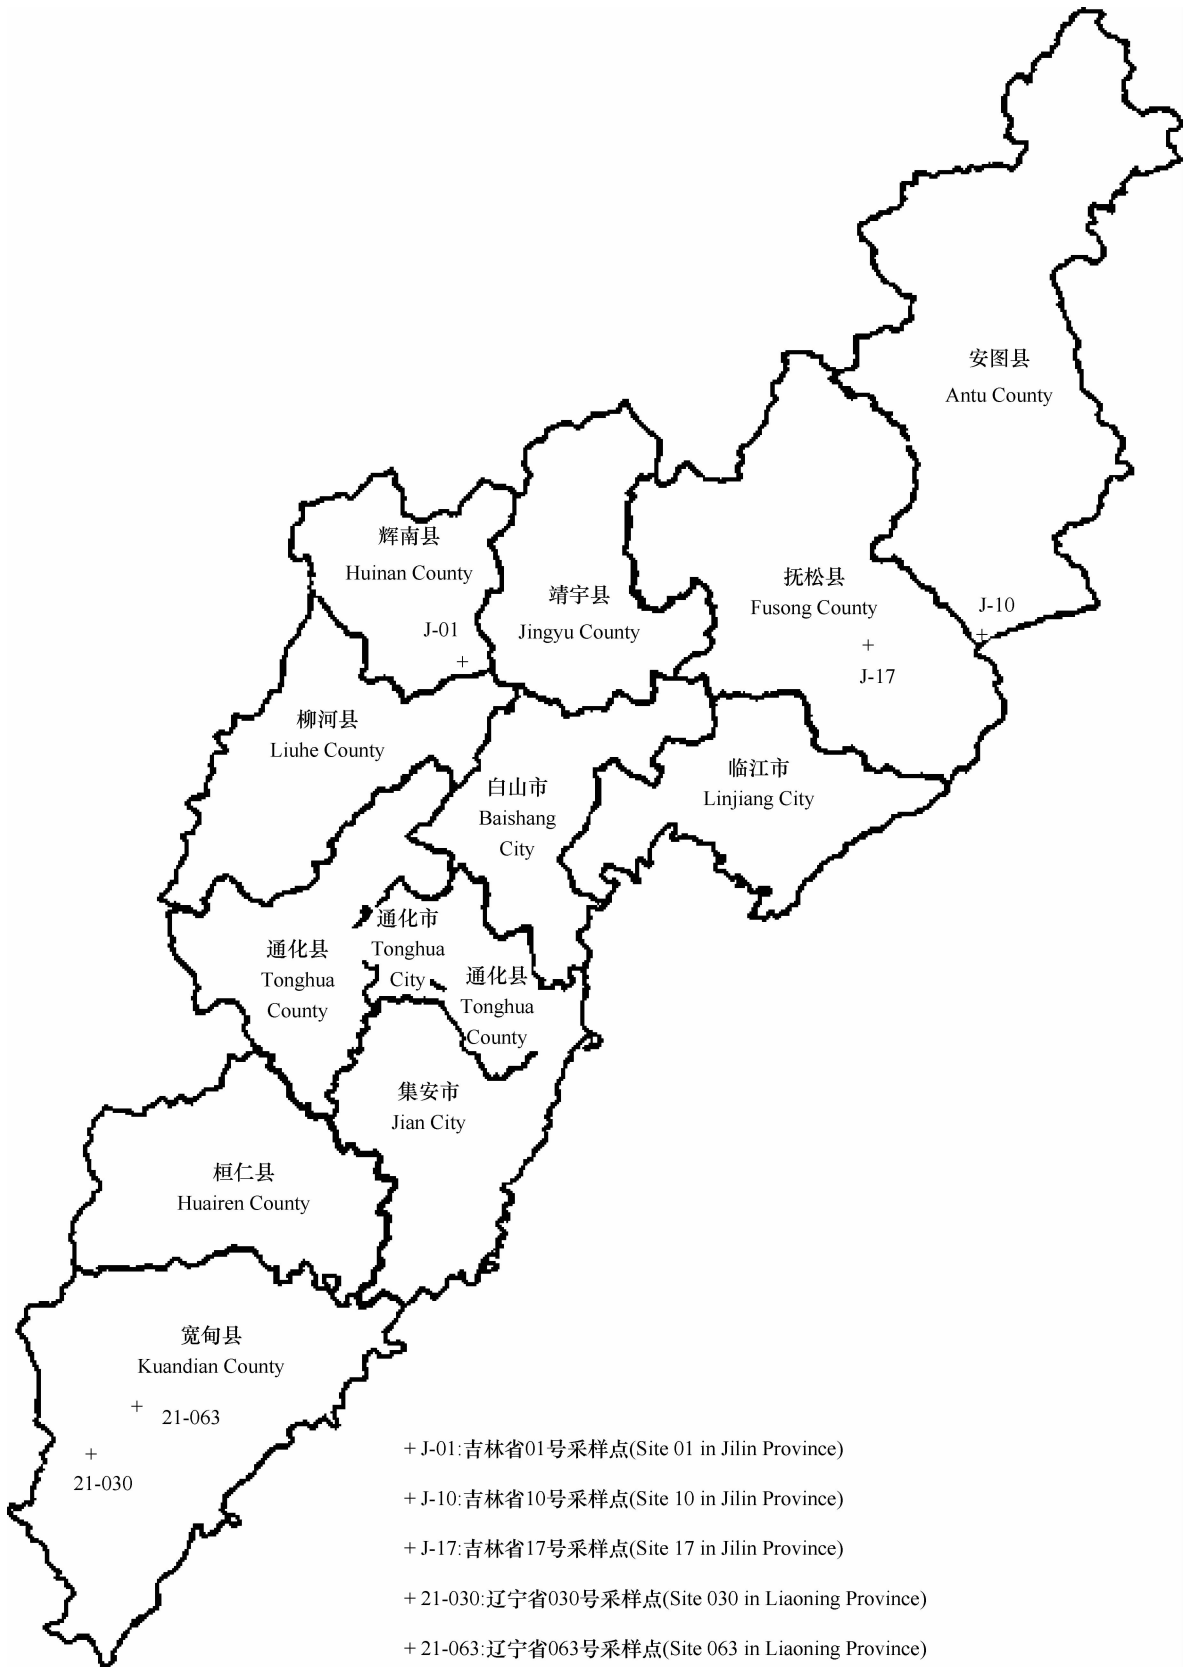 安图县
Antu County
辉南县
Huinan County
抚松县
Fusong County
靖宇县
Jingyu County
J-10
J-01
+
+
+
J-17
柳河县
Liuhe County
临江市
Linjiang City
白山市
Baishang
City
通化市
Tonghua
City
通化县
Tonghua
County
通化县
Tonghua
County
集安市
Jian City
桓仁县
Huairen County
宽甸县
Kuandian County
+
21-063
+
21-030
+ J-01:吉林省01号采样点(Site 01 in Jilin Province)
+ J-10:吉林省10号采样点(Site 10 in Jilin Province)
+ J-17:吉林省17号采样点(Site 17 in Jilin Province)
+ 21-030:辽宁省030号采样点(Site 030 in Liaoning Province)
+ 21-063:辽宁省063号采样点(Site 063 in Liaoning Province)